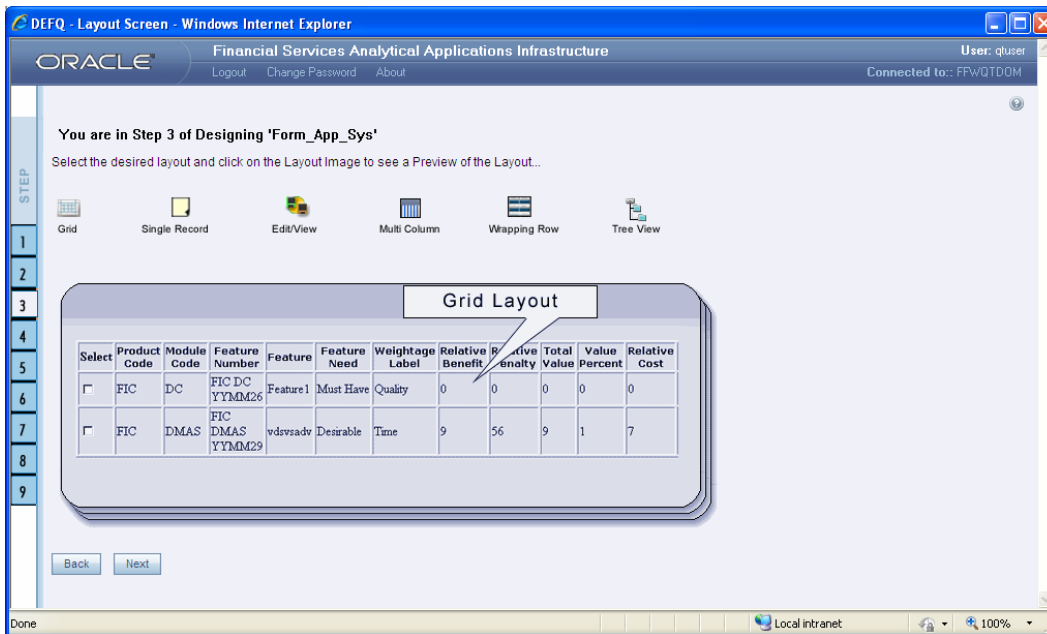 DEFQ - Layout Screen - Windows Internet Explorer
ORACLE
Financial Services Analytical Applications Infrastructure
User: qtuser
Logout Change Password About
Connected to:: FFWQTDOM
STEP
1
2
3
4
5
6
7
8
9
You are in Step 3 of Designing 'Form_App_Sys'
Select the desired layout and click on the Layout Image to see a Preview of the Layout...
Grid Single Record Edit/View Multi Column Wrapping Row Tree View
Grid Layout
Select Product Code Module Code Feature Number Feature Feature Need Weightage Label Relative Benefit Total Value Value Percent Relative Cost
FIC DC FIC DC YYMM26 Feature1 Must Have Quality 0 0 0 0 0
FIC DMAS FIC DMAS YYMM29 vdsvsadv Desirable Time 9 56 9 1 7
Back Next
Done Local intranet 100%